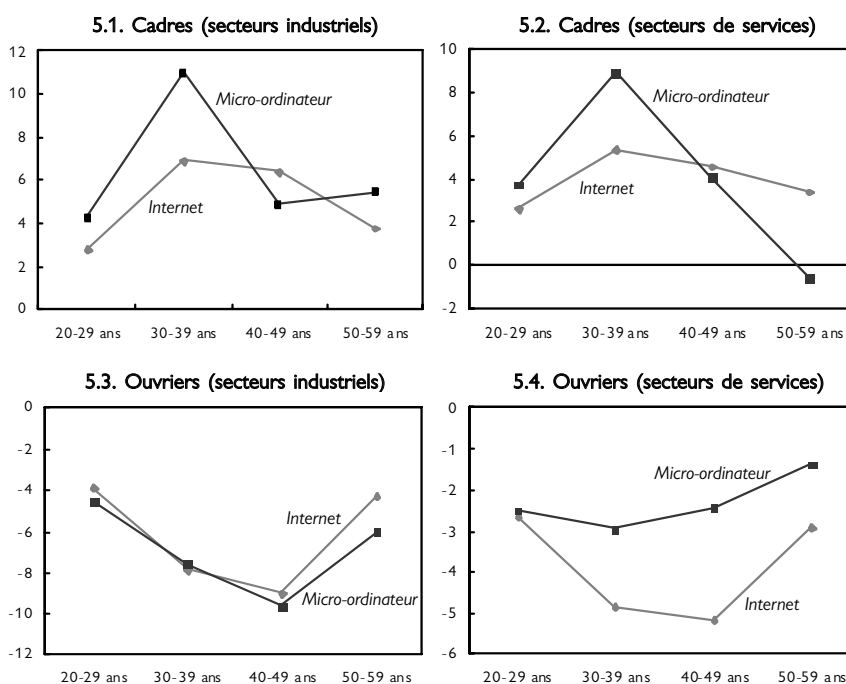 5.1. Cadres (secteurs industriels)
12
10
8
6
4
2
0
Micro-ordinateur
Internet
20-29 ans 30-39 ans 40-49 ans 50-59 ans
5.2. Cadres (secteurs de services)
10
8
6
4
2
0
-2
Micro-ordinateur
Internet
20-29 ans 30-39 ans 40-49 ans 50-59 ans
5.3. Ouvriers (secteurs industriels)
0
-2
-4
-6
-8
-10
-12
Internet
Micro-ordinateur
20-29 ans 30-39 ans 40-49 ans 50-59 ans
5.4. Ouvriers (secteurs de services)
0
-1
-2
-3
-4
-5
-6
Micro-ordinateur
Internet
20-29 ans 30-39 ans 40-49 ans 50-59 ans